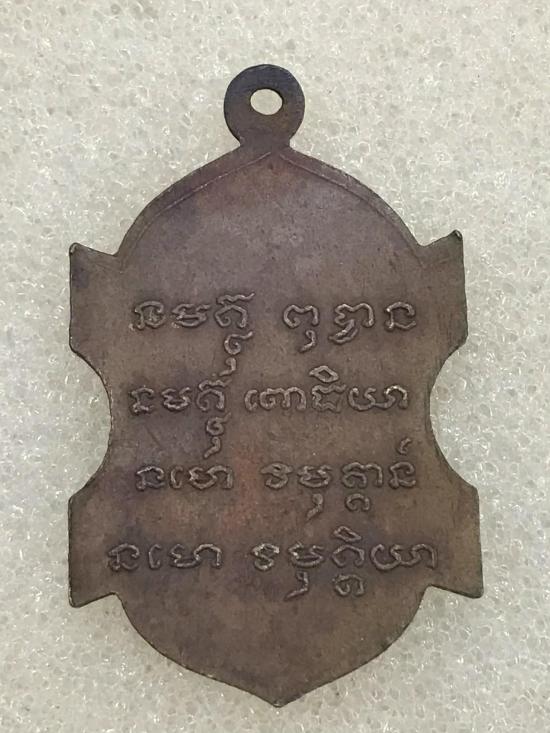 នមត្ថុ ពុទ្ធាន
នមត្ថុ ពោធិយា
នមោ វិមុត្តានំ
នមោ វិមុត្តិយា